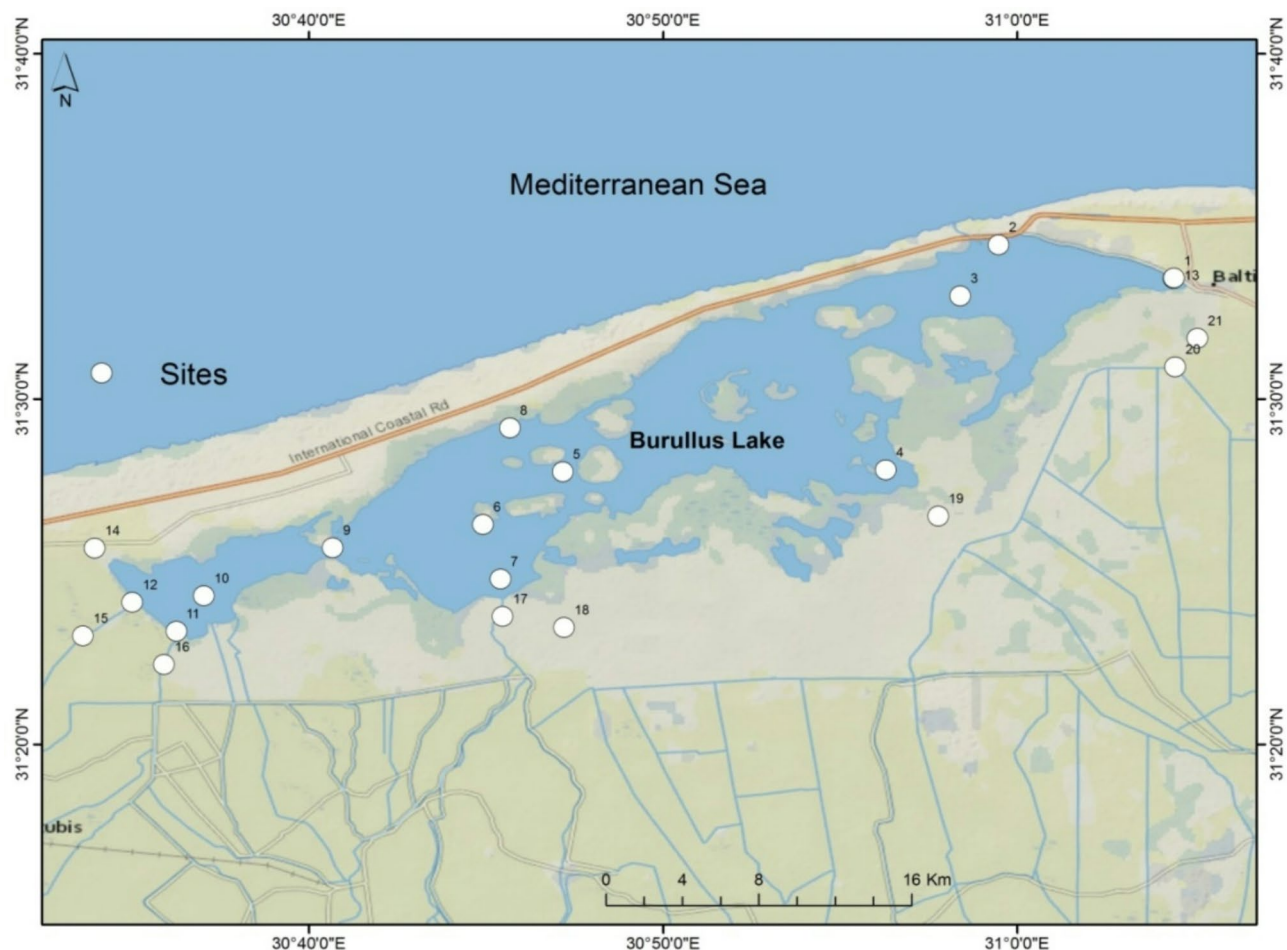 30°40'0"E
30°50'0"E
31°0'0"E
31°40'0"N
31°40'0"N
N
Mediterranean Sea
2
1
13
Balti
3
21
20
Sites
31°30'0"N
31°30'0"N
International Coastal Rd
8
Burullus Lake
5
4
19
6
14
9
7
12
10
17
11
18
15
16
31°20'0"N
31°20'0"N
ubis
0 4 8 16 Km
30°40'0"E
30°50'0"E
31°0'0"E